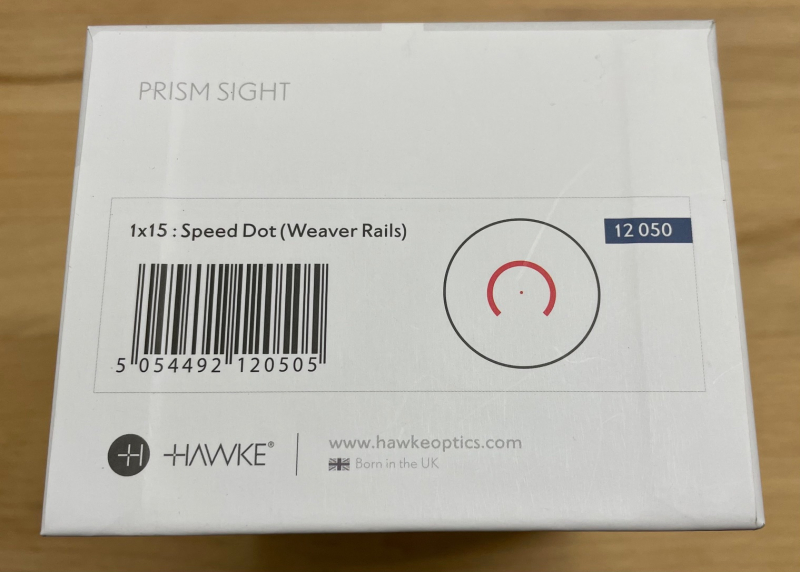 PRISM SIGHT
1x15 : Speed Dot (Weaver Rails)
12 050
5 054492 120505
HAWKE®
www.hawkeoptics.com
Born in the UK